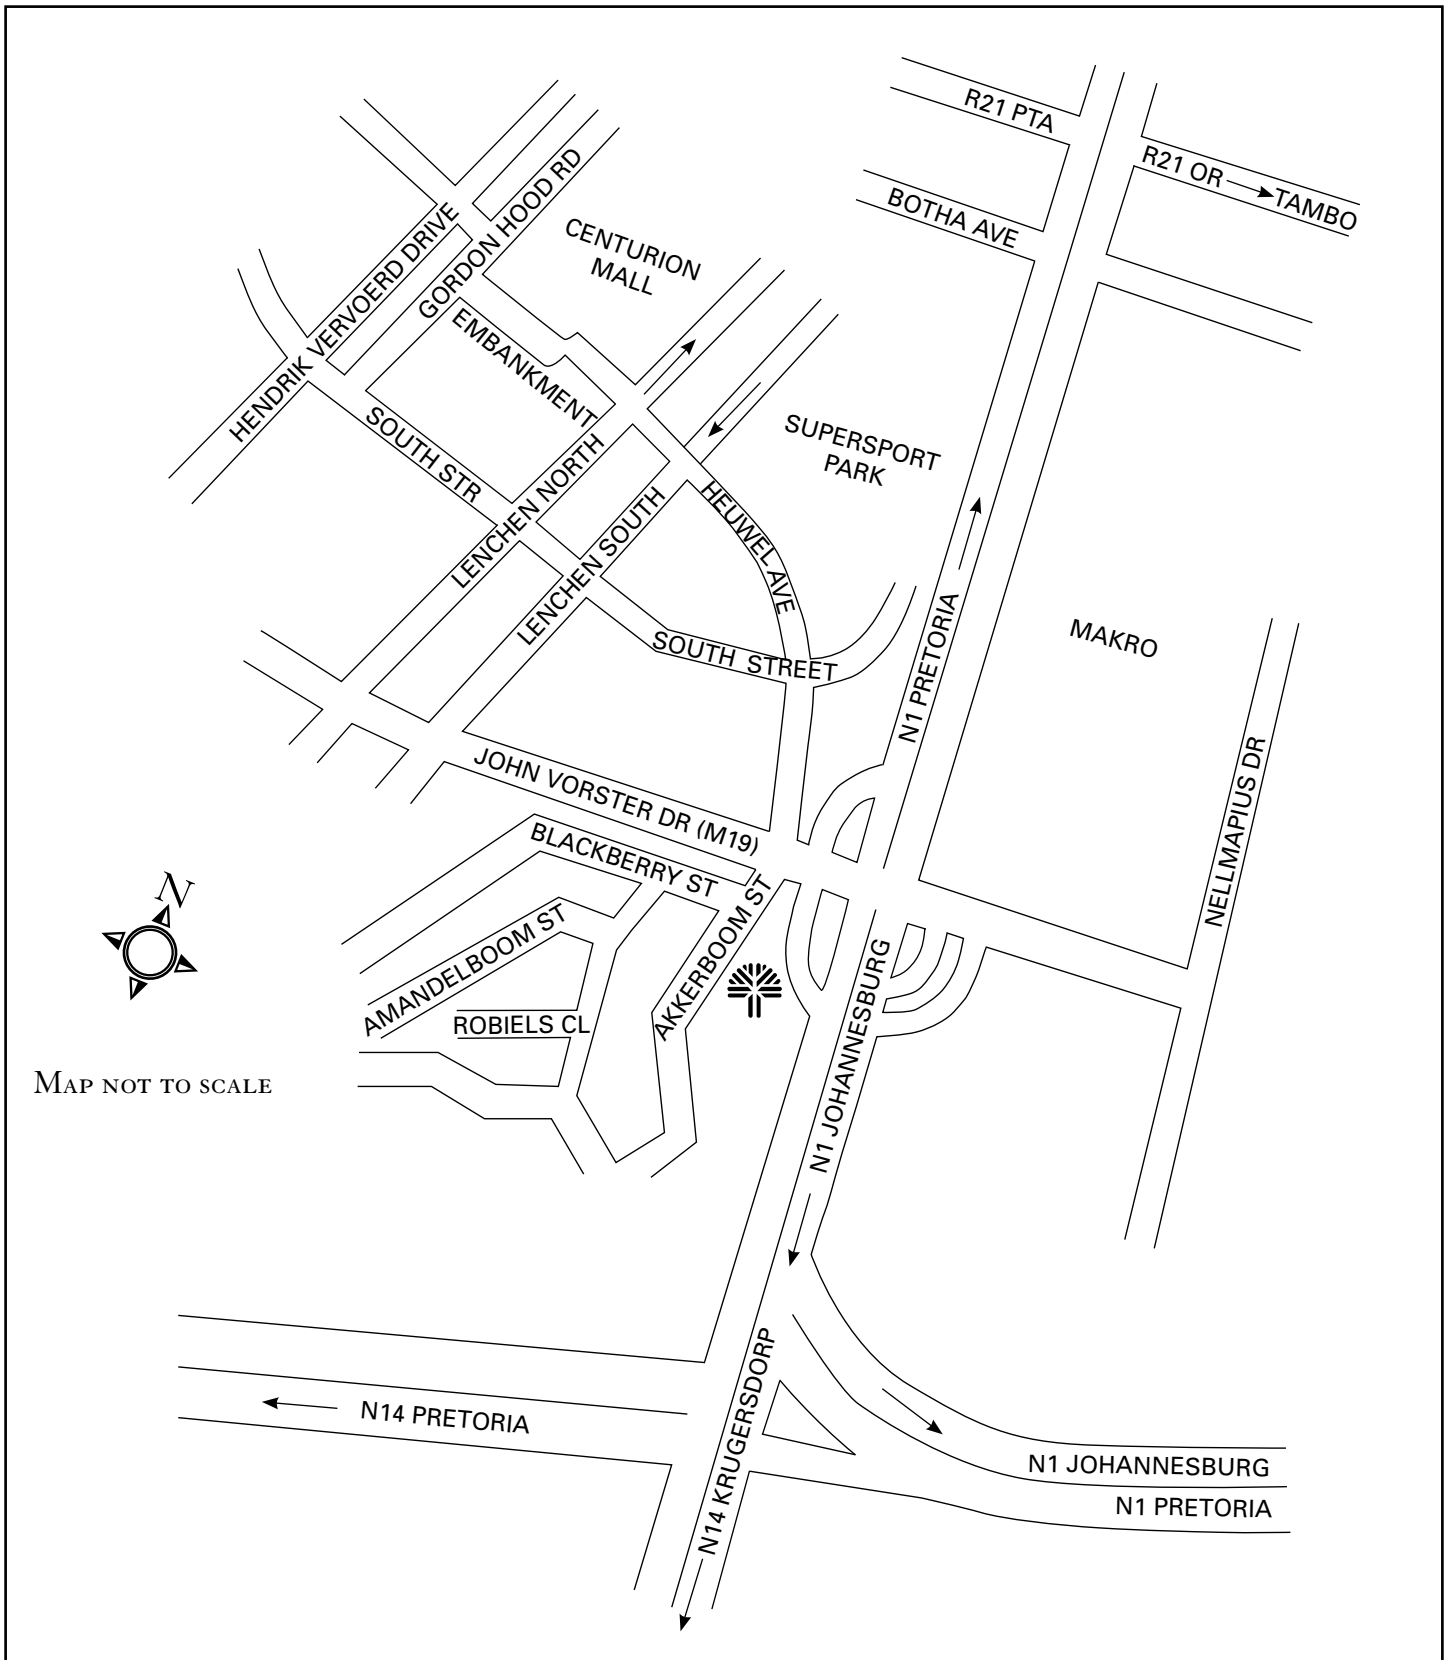 R21 PTA
R21 OR
TAMBO
BOTHA AVE
GORDON HOOD RD
HENDRIK VERVOERD DRIVE
CENTURION
MALL
EMBANKMENT
SOUTH STR
LENCHEN NORTH
LENCHEN SOUTH
SUPERSPORT
PARK
HEUWEL AVE
SOUTH STREET
N1 PRETORIA
MAKRO
NELLMAPIUS DR
JOHN VORSTER DR (M19)
BLACKBERRY ST
AKKERBOOM ST
AMANDELBOOM ST
ROBIELS CL
N
N1 JOHANNESBURG
MAP NOT TO SCALE
N14 KRUGERSDORP
N14 PRETORIA
N1 JOHANNESBURG
N1 PRETORIA